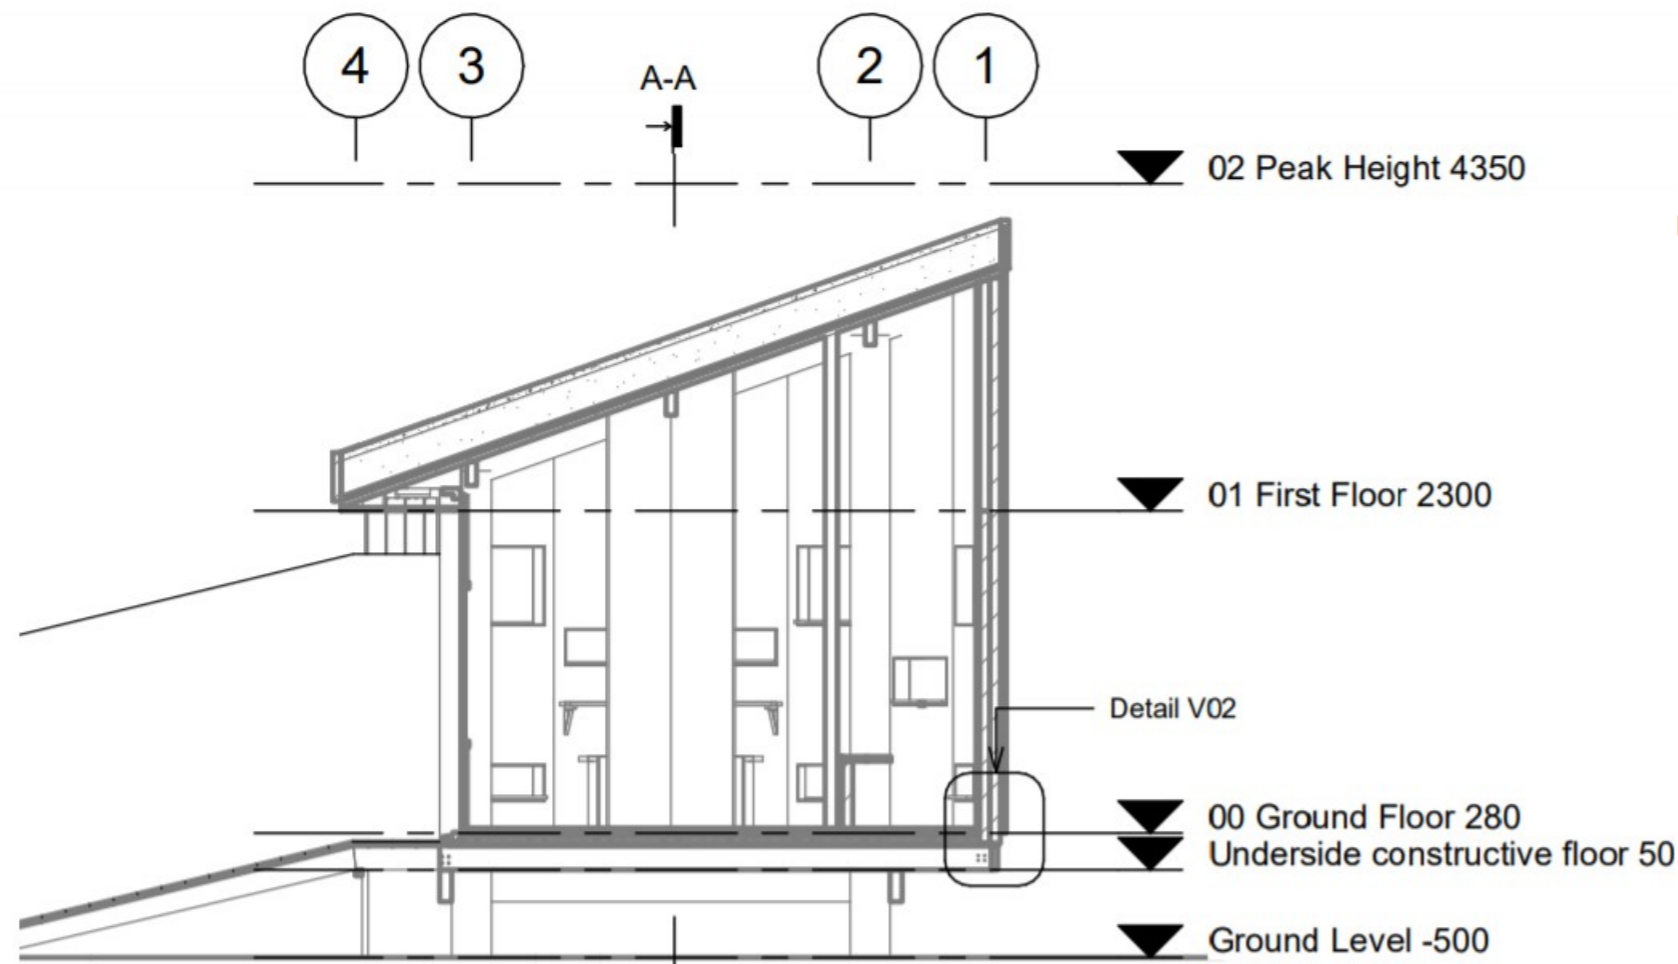 4 3 2 1
A-A
02 Peak Height 4350
01 First Floor 2300
Detail V02
00 Ground Floor 280
Underside constructive floor 50
Ground Level -500